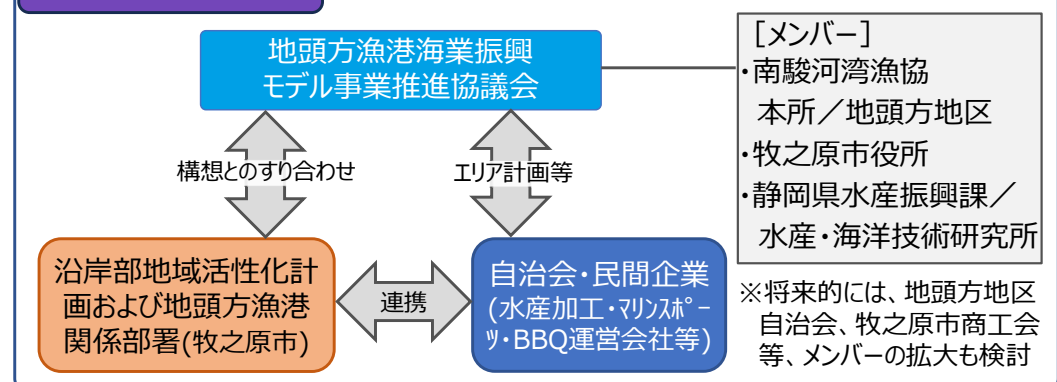 地頭方漁港海業振興
モデル事業推進協議会
[メンバー]
・南駿河湾漁協
本所／地頭方地区
・牧之原市役所
・静岡県水産振興課／
水産・海洋技術研究所
構想とのすり合わせ
エリア計画等
沿岸部地域活性化計
画および地頭方漁港
関係部署(牧之原市)
連携
自治会・民間企業
(水産加工・マリンスポー
ツ・BBQ運営会社等)
※将来的には、地頭方地区
自治会、牧之原市商工会
等、メンバーの拡大も検討